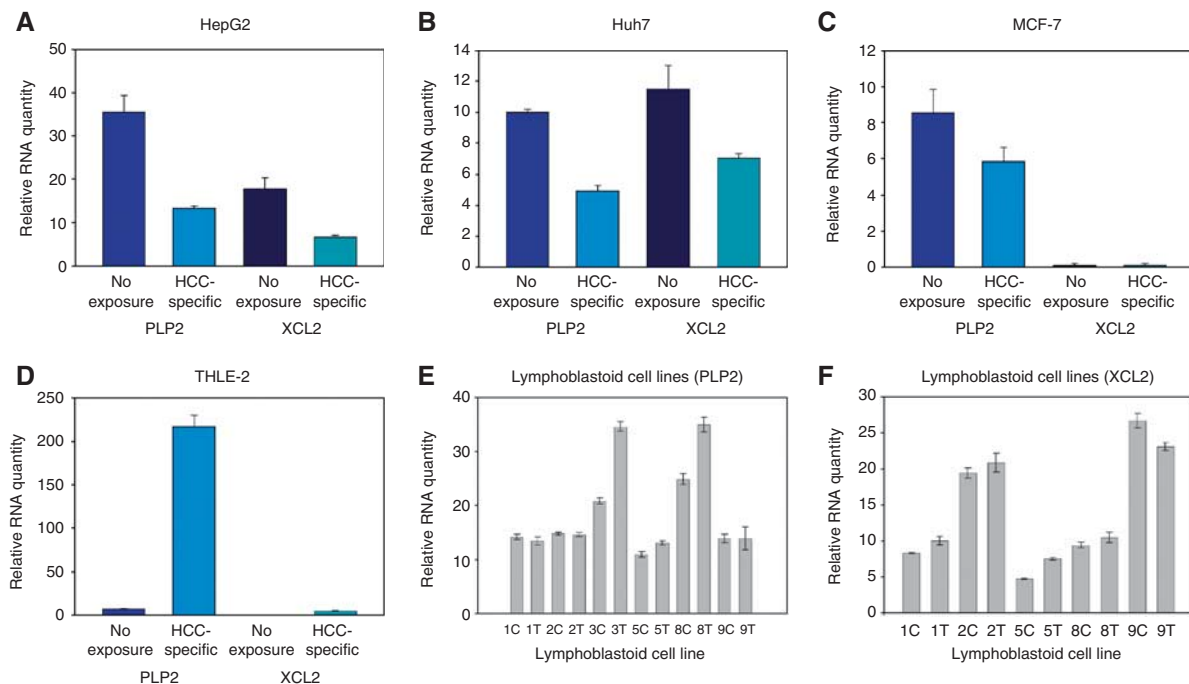 A
HepG2
Relative RNA quantity
50
40
30
20
10
0
No exposure
HCC-specific
No exposure
HCC-specific
PLP2
XCL2
B
Huh7
Relative RNA quantity
14
12
10
8
6
4
2
0
No exposure
HCC-specific
No exposure
HCC-specific
PLP2
XCL2
C
MCF-7
Relative RNA quantity
12
10
8
6
4
2
0
No exposure
HCC-specific
No exposure
HCC-specific
PLP2
XCL2
D
THLE-2
Relative RNA quantity
250
200
150
100
50
0
No exposure
HCC-specific
No exposure
HCC-specific
PLP2
XCL2
E
Lymphoblastoid cell lines (PLP2)
Relative RNA quantity
40
30
20
10
0
1C 1T 2C 2T 3C 3T 5C 5T 8C 8T 9C 9T
Lymphoblastoid cell line
F
Lymphoblastoid cell lines (XCL2)
Relative RNA quantity
30
25
20
15
10
5
0
1C 1T 2C 2T 5C 5T 8C 8T 9C 9T
Lymphoblastoid cell line